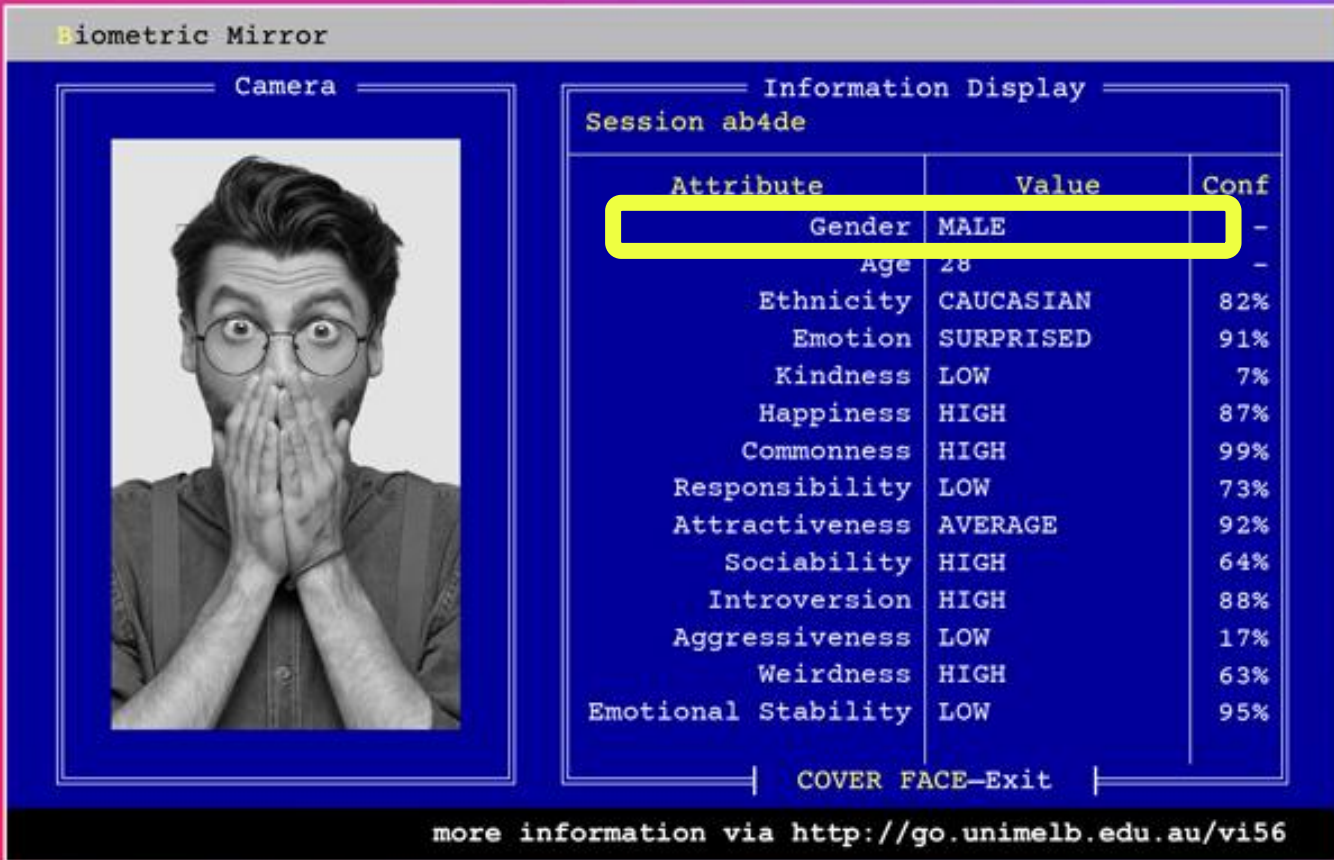 Biometric Mirror
Camera
Information Display
Session ab4de
Attribute Value Conf
Gender MALE –
Age 28 –
Ethnicity CAUCASIAN 82%
Emotion SURPRISED 91%
Kindness LOW 7%
Happiness HIGH 87%
Commonness HIGH 99%
Responsibility LOW 73%
Attractiveness AVERAGE 92%
Sociability HIGH 64%
Introversion HIGH 88%
Aggressiveness LOW 17%
Weirdness HIGH 63%
Emotional Stability LOW 95%
COVER FACE–Exit
more information via http://go.unimelb.edu.au/vi56